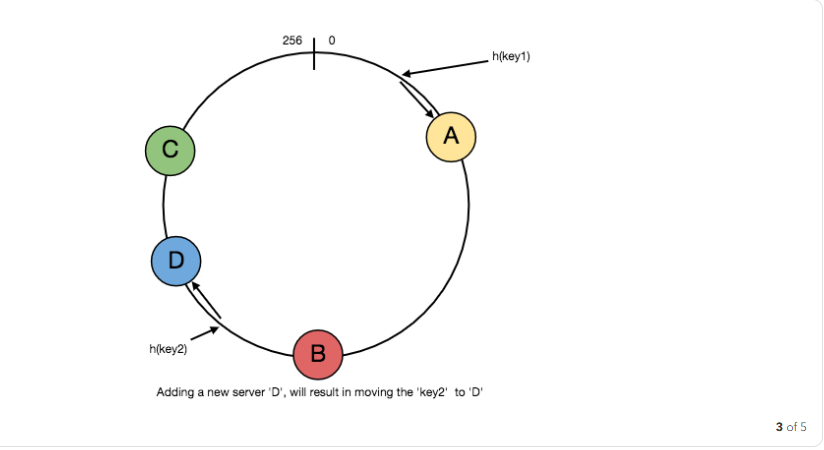 256 0
h(key1)
A
C
D
h(key2)
B
Adding a new server 'D', will result in moving the 'key2' to 'D'
3 of 5